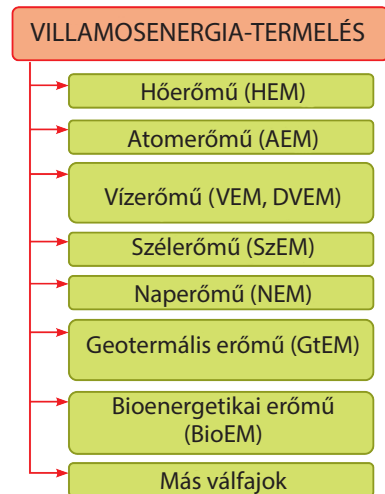 VILLAMOSENERGIA-TERMELÉS
Hőerőmű (HEM)
Atomerőmű (AEM)
Vízerőmű (VEM, DVEM)
Szélerőmű (SzEM)
Naperőmű (NEM)
Geotermális erőmű (GtEM)
Bioenergetikai erőmű
(BioEM)
Más válfajok